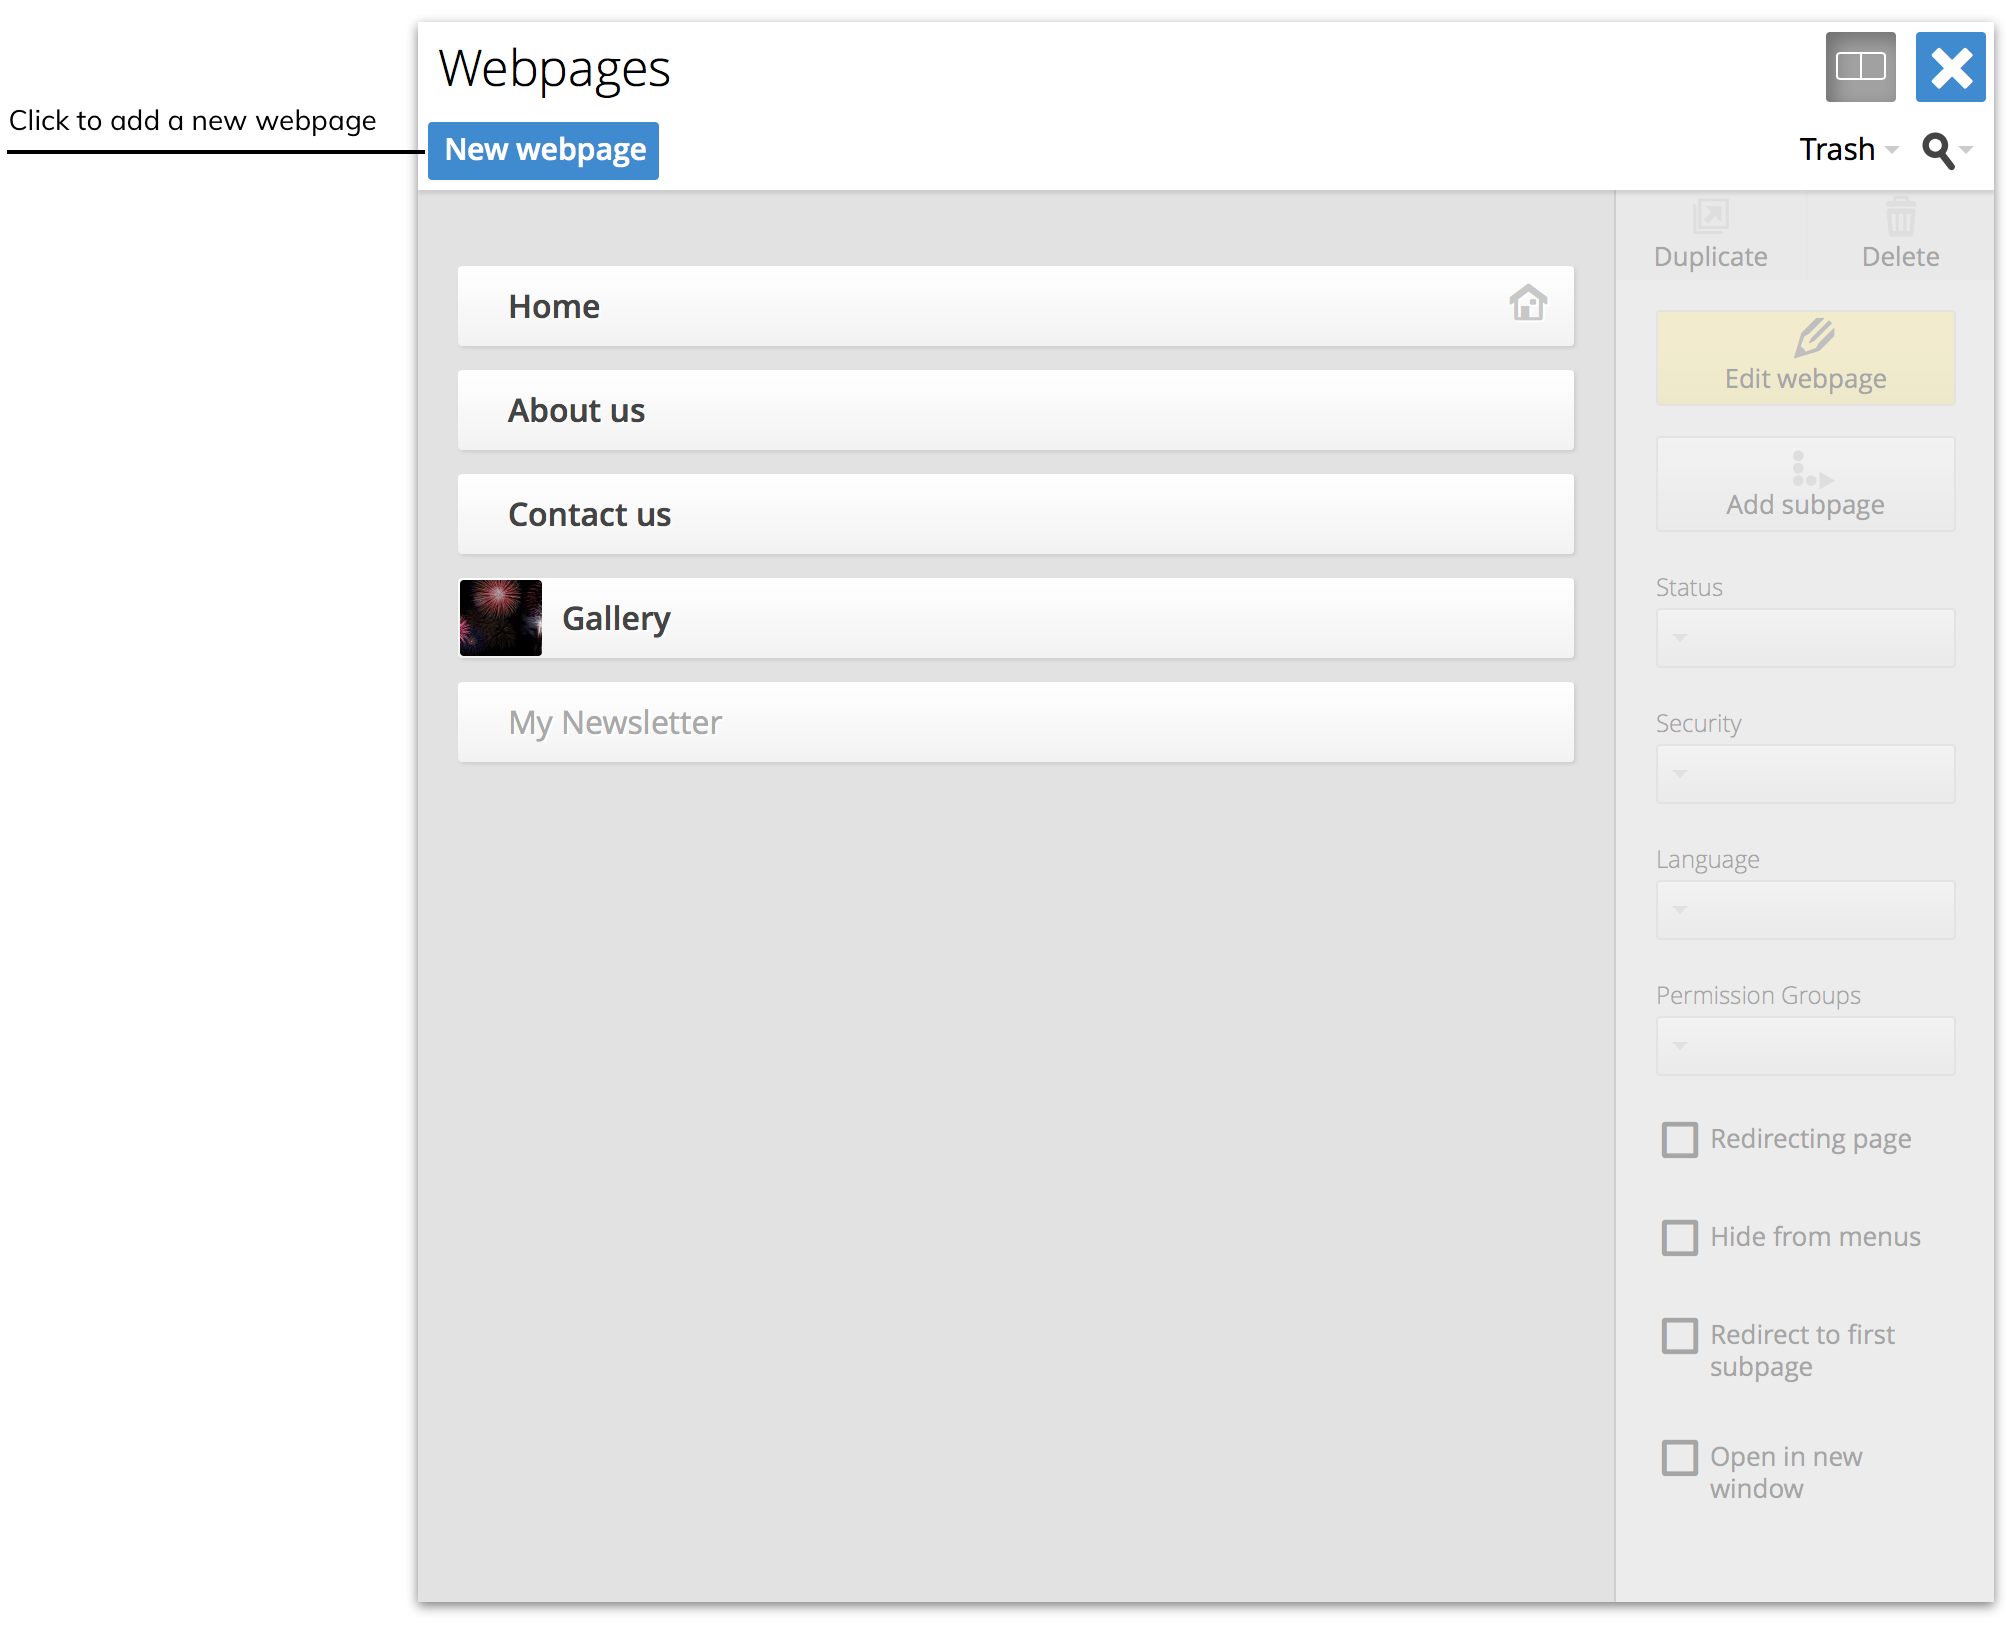 Webpages
Click to add a new webpage
New webpage
Trash
Duplicate
Delete
Home
Edit webpage
About us
Add subpage
Contact us
Status
Gallery
Security
My Newsletter
Language
Permission Groups
Redirecting page
Hide from menus
Redirect to first
subpage
Open in new
window